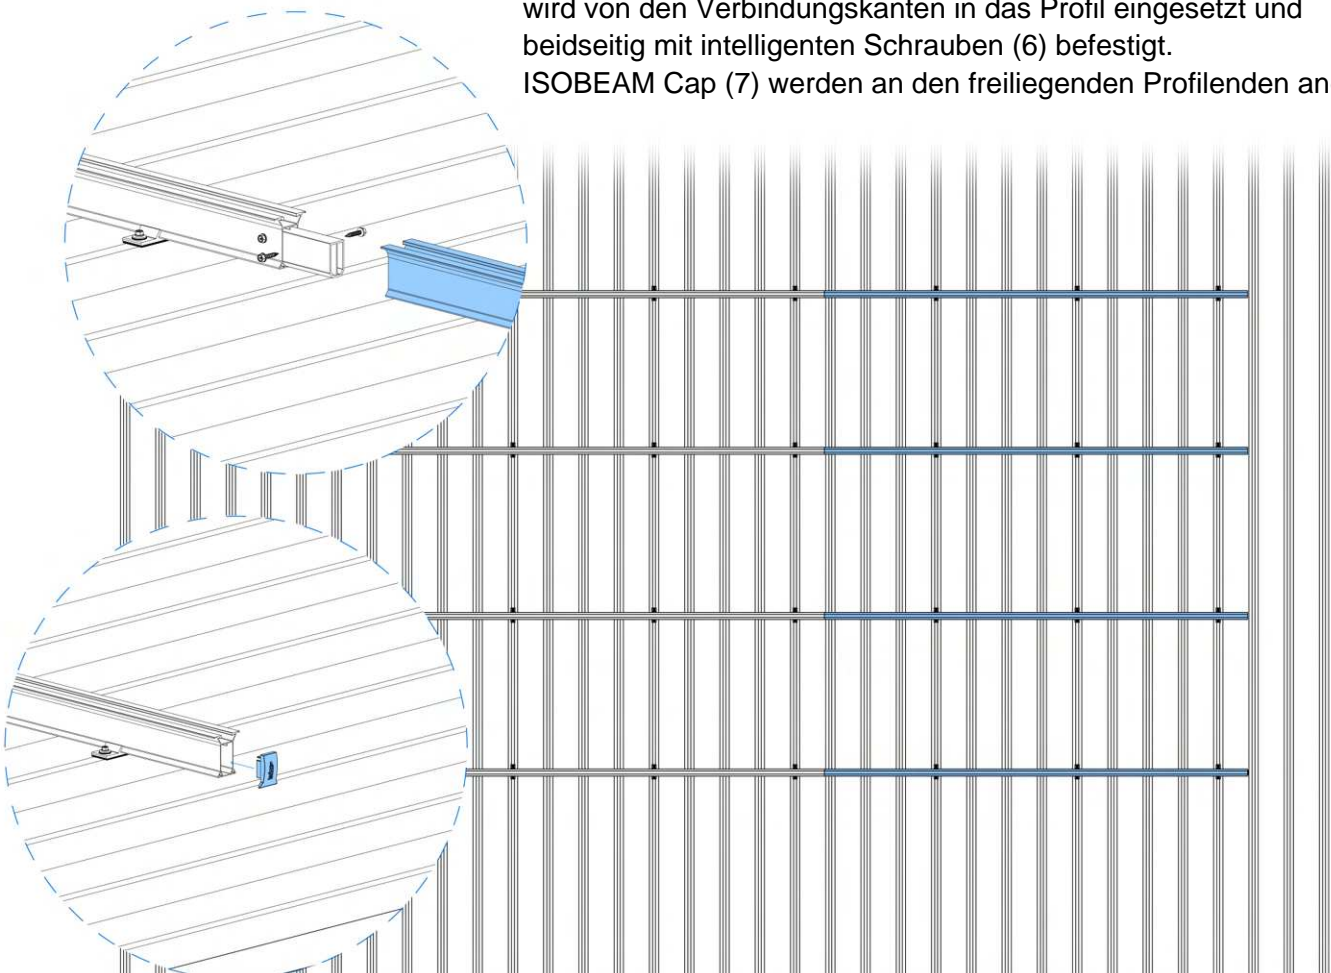 wird von den Verbindungskanten in das Profil eingesetzt und
beidseitig mit intelligenten Schrauben (6) befestigt.
ISOBEAM Cap (7) werden an den freiliegenden Profilenden an